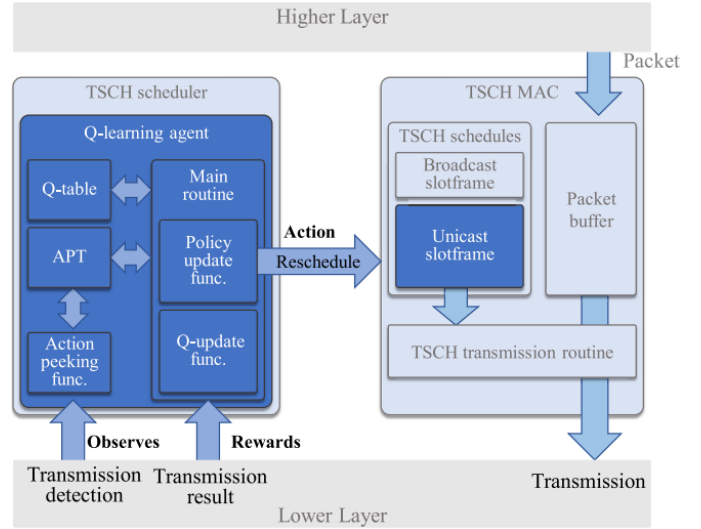 Higher Layer
Packet
TSCH scheduler
Q-learning agent
Q-table
Main
routine
APT
Policy
update
func.
Action
peeking
func.
Q-update
func.
Action
Reschedule
TSCH MAC
TSCH schedules
Broadcast
slotframe
Unicast
slotframe
Packet
buffer
TSCH transmission routine
Observes
Rewards
Transmission
detection
Transmission
result
Transmission
Lower Layer